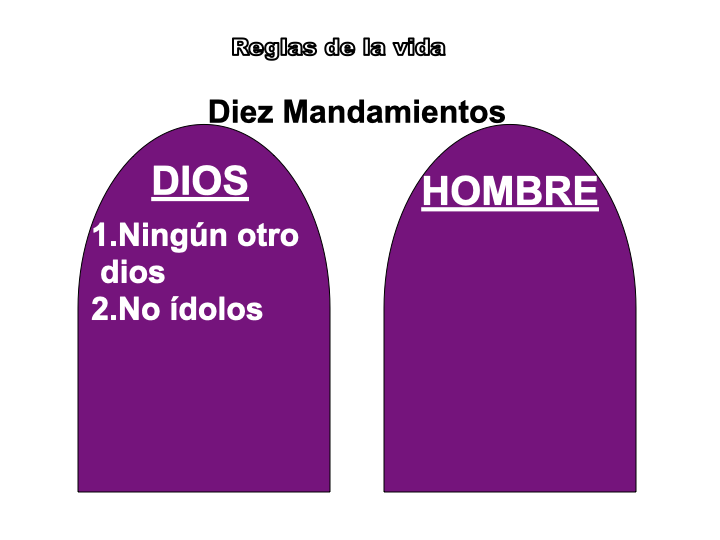 Reglas de la vida
Diez Mandamientos
DIOS
1.Ningún otro
dios
2.No ídolos
HOMBRE